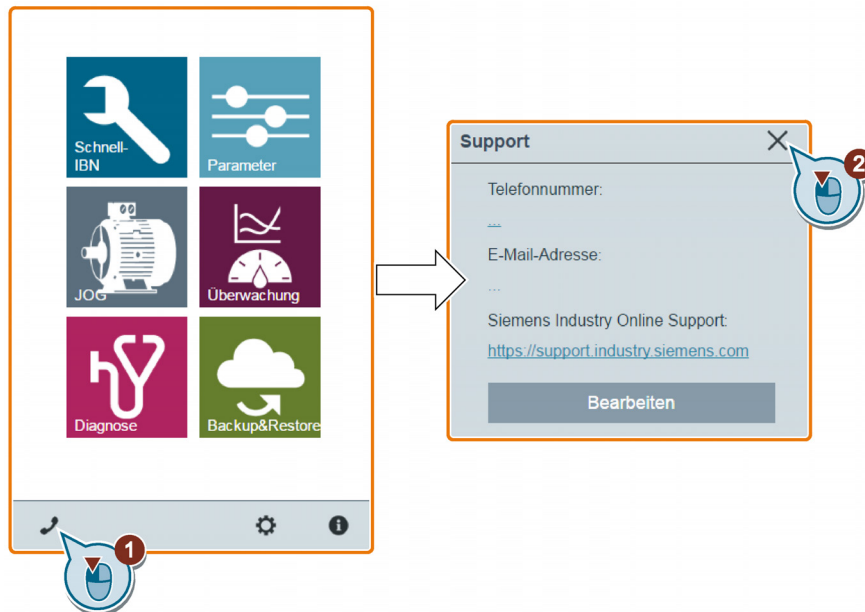 Schnell-
IBN
Parameter
JOG
Überwachung
Diagnose
Backup&Restore
1
Support
2
Telefonnummer:
...
E-Mail-Adresse:
...
Siemens Industry Online Support:
https://support.industry.siemens.com
Bearbeiten